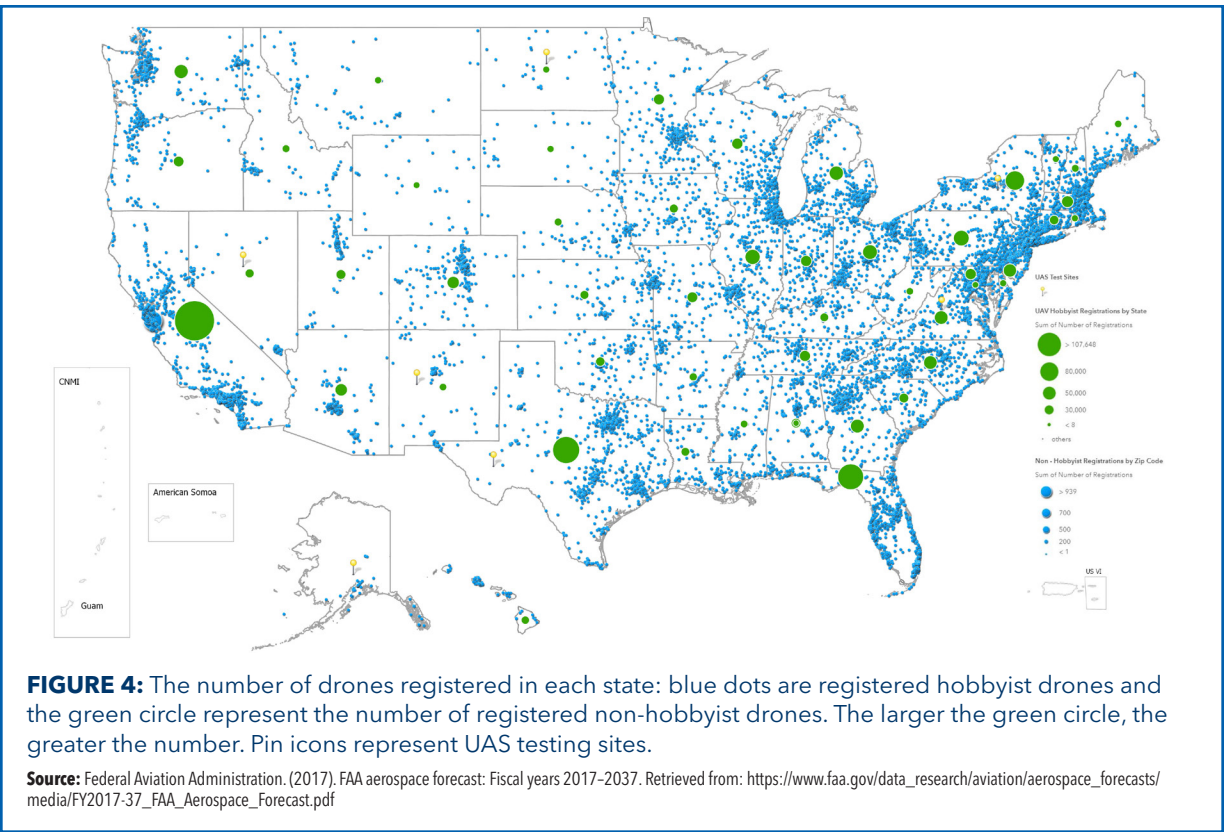 CNMI
Guam
American Somoa
UAS Test Sites
UAV Hobbyist Registrations by State
Sum of Number of Registrations
> 107,648
80,000
50,000
30,000
< 8
others
Non - Hobbyist Registrations by Zip Code
Sum of Number of Registrations
> 939
700
500
200
< 1
US VI
FIGURE 4: The number of drones registered in each state: blue dots are registered hobbyist drones and
the green circle represent the number of registered non-hobbyist drones. The larger the green circle, the
greater the number. Pin icons represent UAS testing sites.
Source: Federal Aviation Administration. (2017). FAA aerospace forecast: Fiscal years 2017–2037. Retrieved from: https://www.faa.gov/data_research/aviation/aerospace_forecasts/
media/FY2017-37_FAA_Aerospace_Forecast.pdf